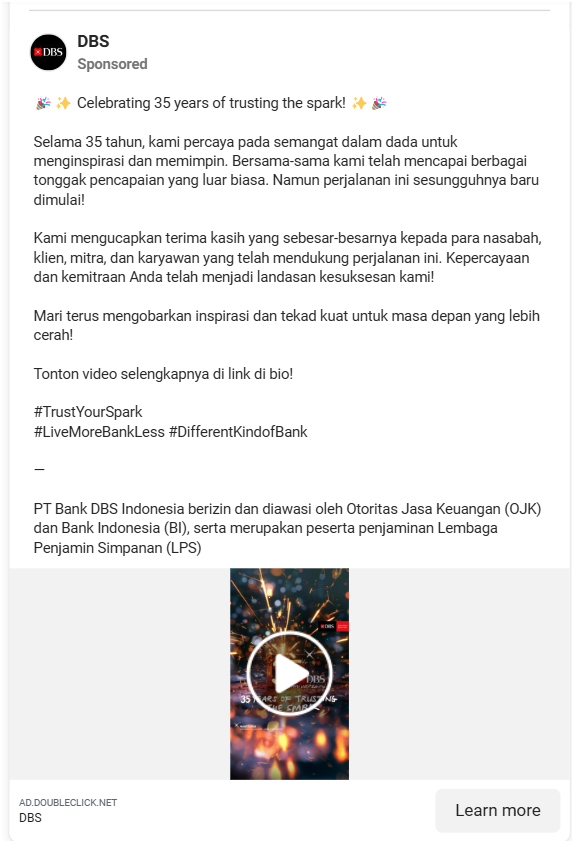 DBS
DBS
Sponsored
🎉 ✨ Celebrating 35 years of trusting the spark! ✨ 🎉
Selama 35 tahun, kami percaya pada semangat dalam dada untuk
menginspirasi dan memimpin. Bersama-sama kami telah mencapai berbagai
tonggak pencapaian yang luar biasa. Namun perjalanan ini sesungguhnya baru
dimulai!
Kami mengucapkan terima kasih yang sebesar-besarnya kepada para nasabah,
klien, mitra, dan karyawan yang telah mendukung perjalanan ini. Kepercayaan
dan kemitraan Anda telah menjadi landasan kesuksesan kami!
Mari terus mengobarkan inspirasi dan tekad kuat untuk masa depan yang lebih
cerah!
Tonton video selengkapnya di link di bio!
#TrustYourSpark
#LiveMoreBankLess #DifferentKindofBank
—
PT Bank DBS Indonesia berizin dan diawasi oleh Otoritas Jasa Keuangan (OJK)
dan Bank Indonesia (BI), serta merupakan peserta penjaminan Lembaga
Penjamin Simpanan (LPS)
DBS
DBS
35 YEARS OF TRUSTING
THE SPARK
AD.DOUBLECLICK.NET
DBS
Learn more